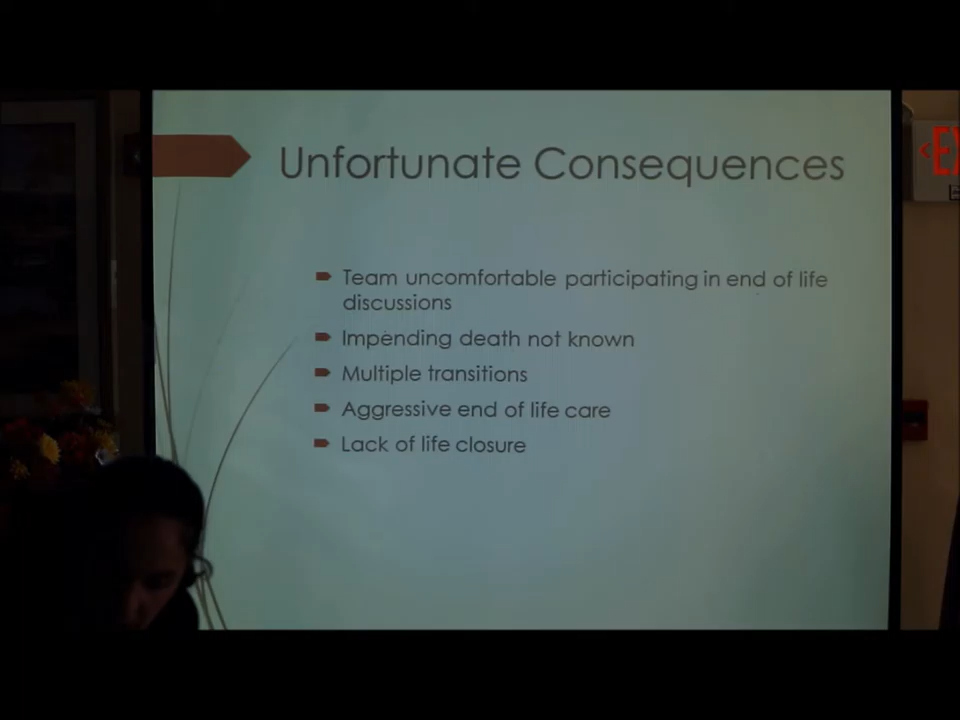 Unfortunate Consequences
Team uncomfortable participating in end of life
discussions
Impending death not known
Multiple transitions
Aggressive end of life care
Lack of life closure